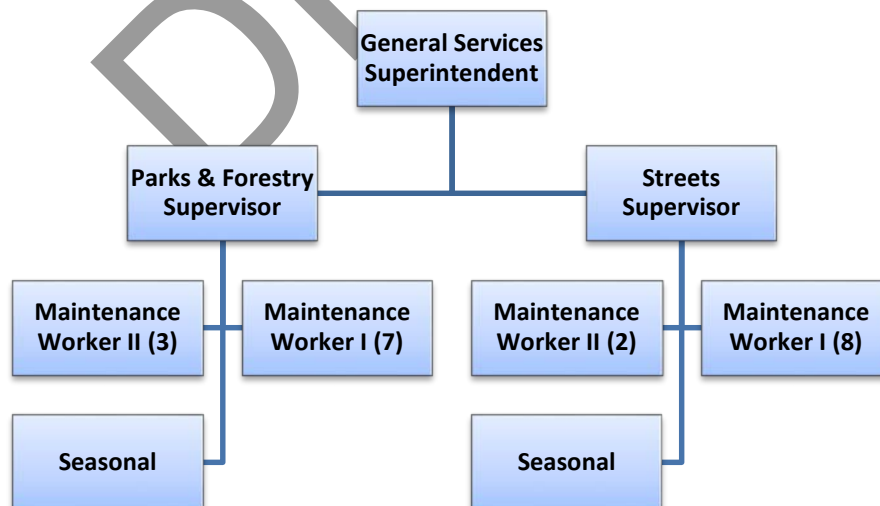 General Services
Superintendent
Parks & Forestry
Supervisor
Streets
Supervisor
Maintenance
Worker II (3)
Maintenance
Worker I (7)
Maintenance
Worker II (2)
Maintenance
Worker I (8)
Seasonal
Seasonal